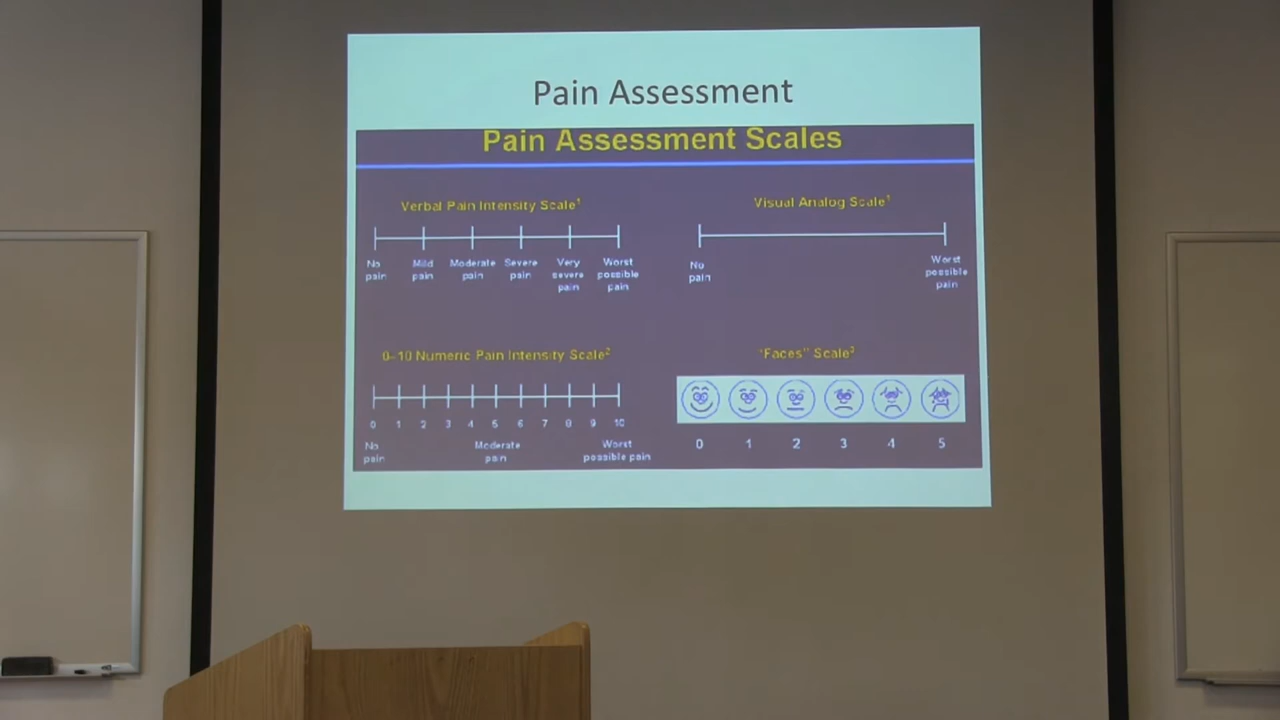 Pain Assessment
Pain Assessment Scales
Verbal Pain Intensity Scale¹
No pain
Mild pain
Moderate pain
Severe pain
Very severe pain
Worst possible pain
Visual Analog Scale¹
No pain
Worst possible pain
0–10 Numeric Pain Intensity Scale²
0 1 2 3 4 5 6 7 8 9 10
No pain
Moderate pain
Worst possible pain
"Faces" Scale³
0 1 2 3 4 5